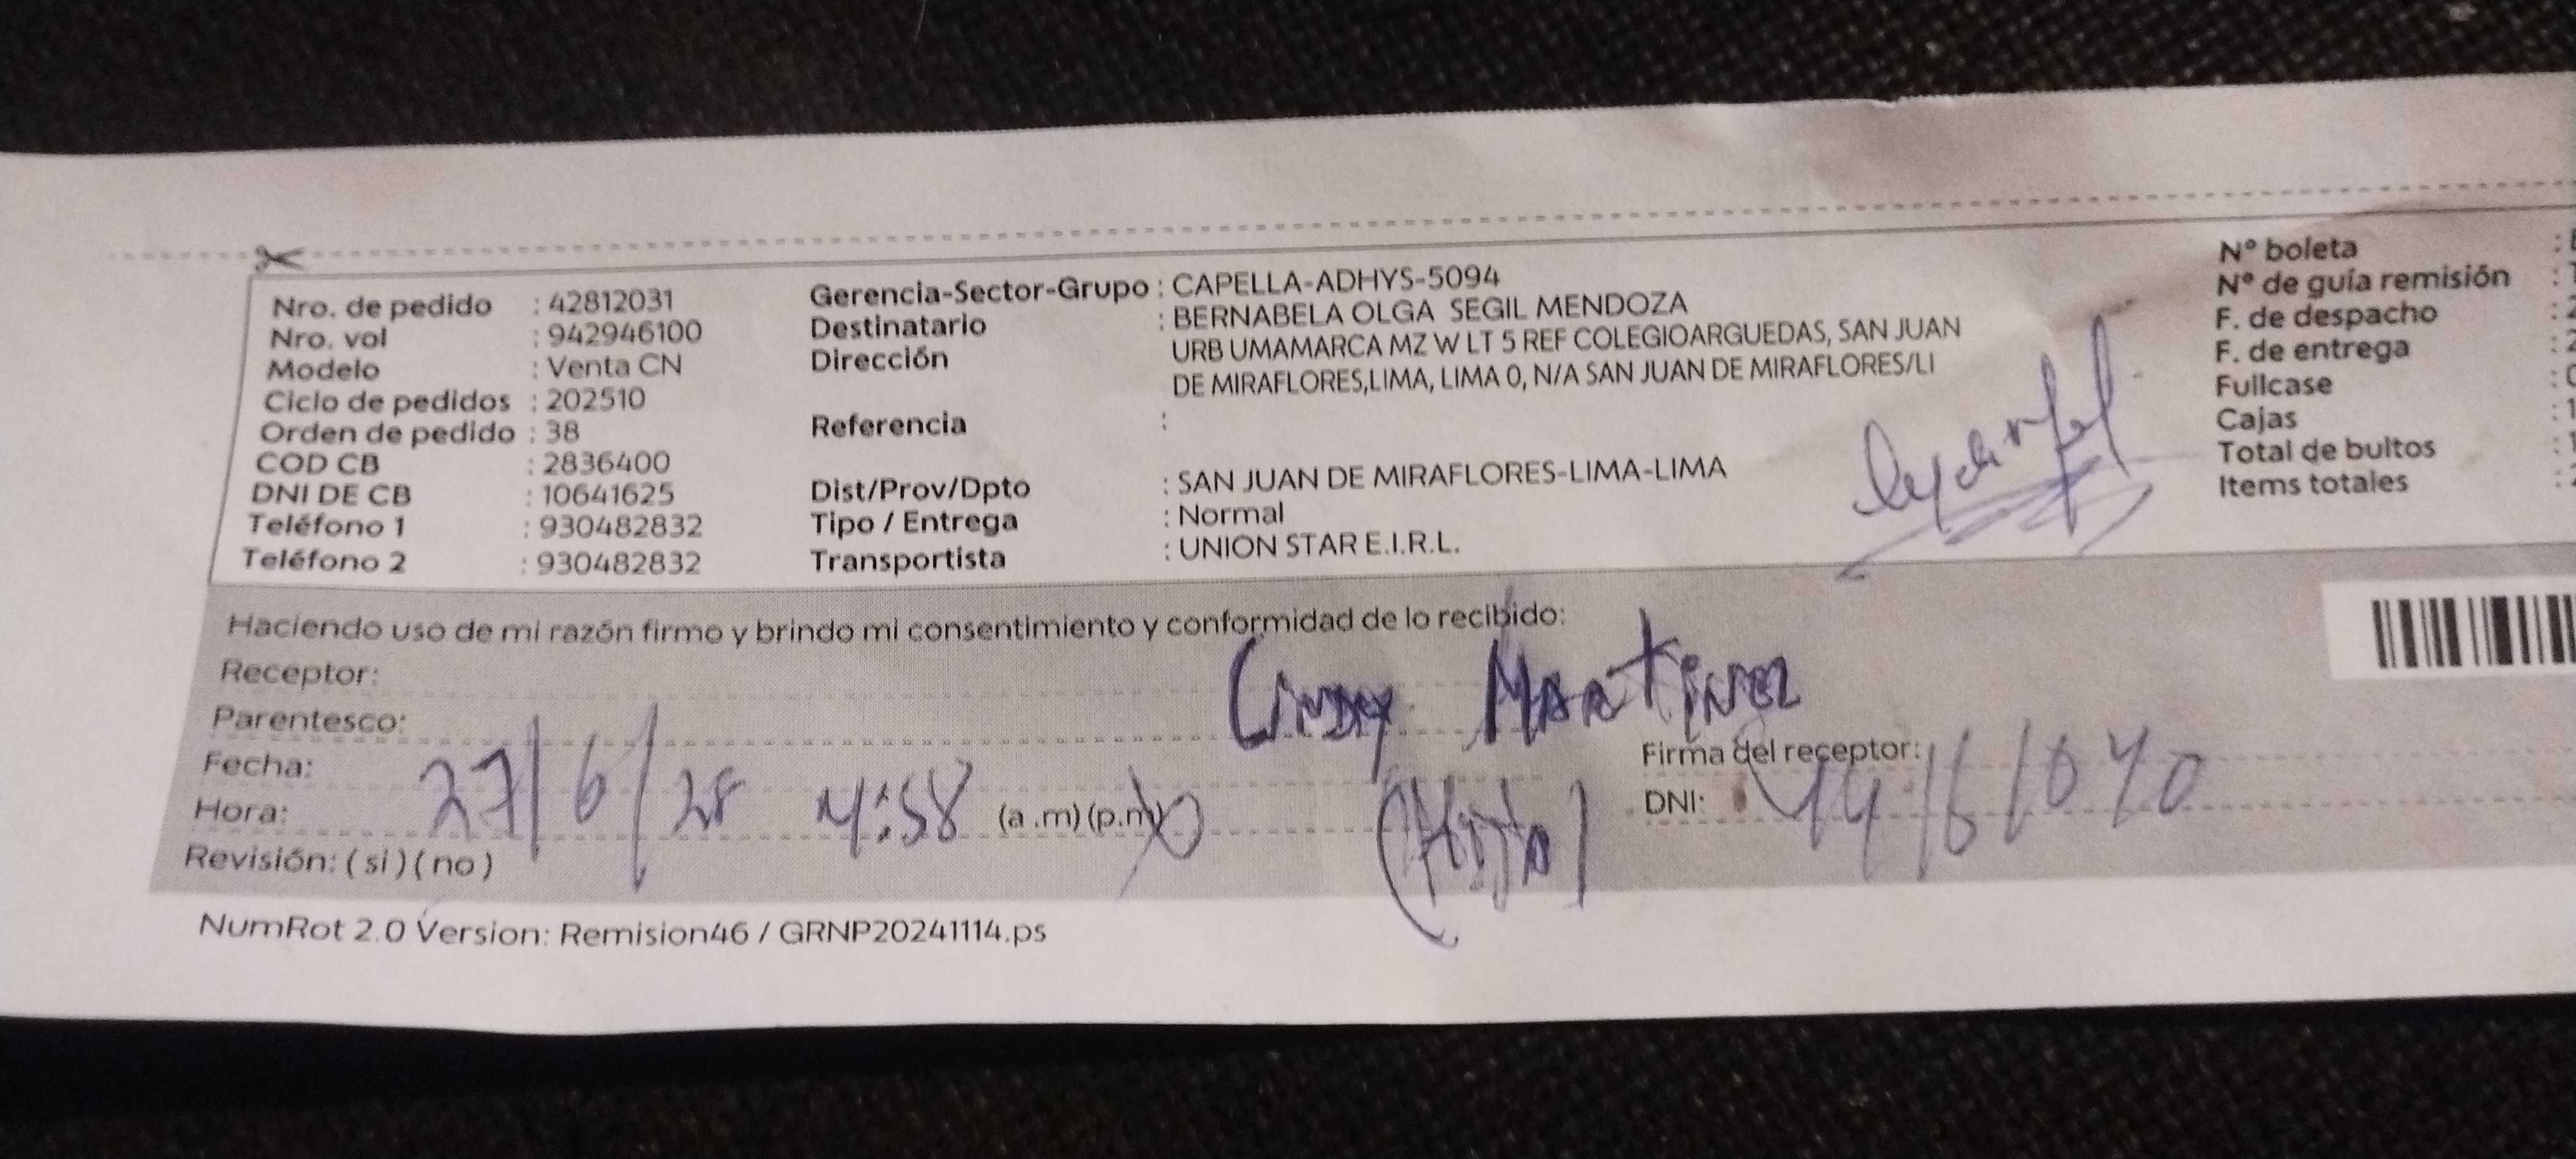 Nro. de pedido : 42812031
Nro. vol : 942946100
Modelo : Venta CN
Ciclo de pedidos : 202510
Orden de pedido : 38
COD CB : 2836400
DNI DE CB : 10641625
Teléfono 1 : 930482832
Teléfono 2 : 930482832
Gerencia-Sector-Grupo : CAPELLA-ADHYS-5094
Destinatario : BERNABELA OLGA SEGIL MENDOZA
Dirección URB UMAMARCA MZ W LT 5 REF COLEGIOARGUEDAS, SAN JUAN
DE MIRAFLORES,LIMA, LIMA 0, N/A SAN JUAN DE MIRAFLORES/LI
Referencia :
Dist/Prov/Dpto : SAN JUAN DE MIRAFLORES-LIMA-LIMA
Tipo / Entrega : Normal
Transportista : UNION STAR E.I.R.L.
Nº boleta :
Nº de guía remisión :
F. de despacho :
F. de entrega :
Fullcase :
Cajas :
Total de bultos :
Items totales :
Haciendo uso de mi razón firmo y brindo mi consentimiento y conformidad de lo recibido:
Receptor: Cindy Martinez
Parentesco:
Fecha: 27/6/
Hora: 4:58 (a .m) (p.m)
Revisión: ( si ) ( no )
Firma del receptor:
DNI:
NumRot 2.0 Version: Remision46 / GRNP20241114.ps